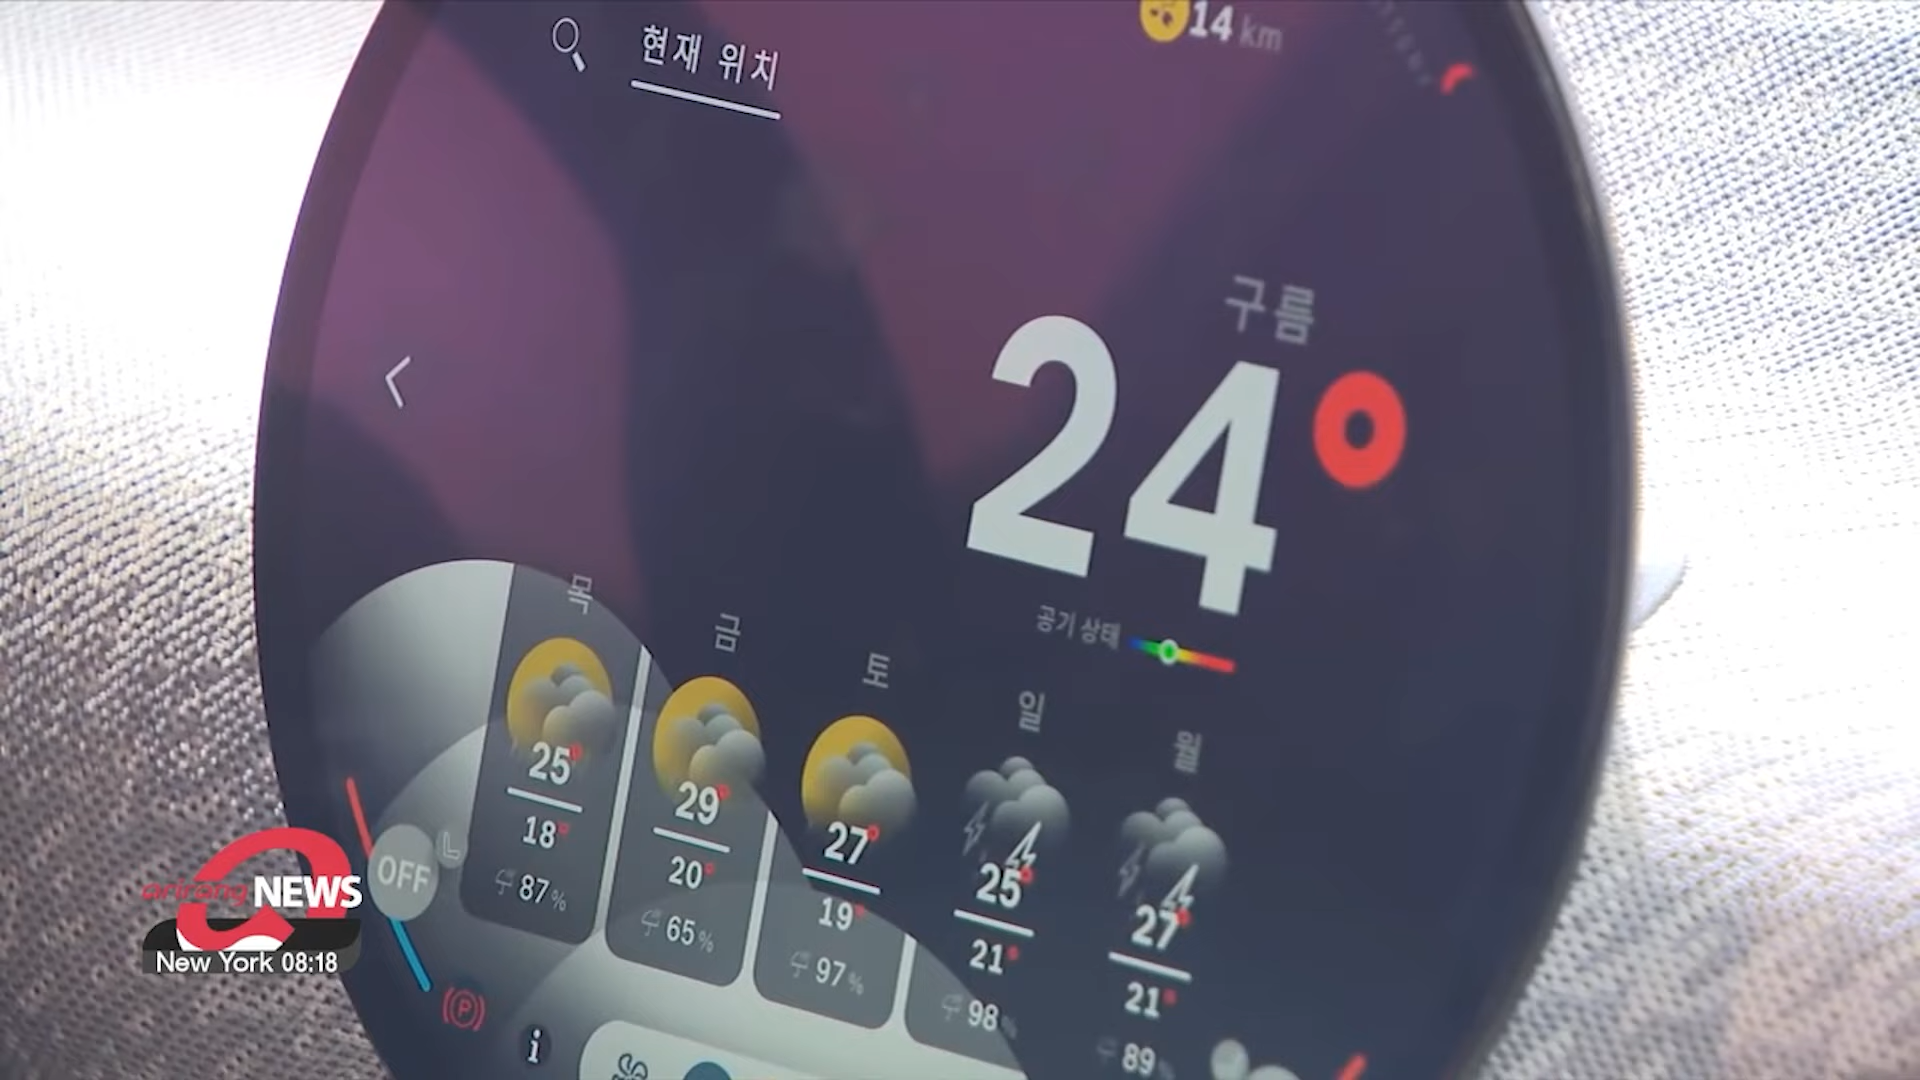 현재 위치
14 km
구름
24°
공기 상태
목 금 토 일 월
25° 29° 27° 25° 27°
18° 20° 19° 21° 21°
87% 65% 97% 98% 89
OFF
P
i
arirang NEWS
New York 08:18